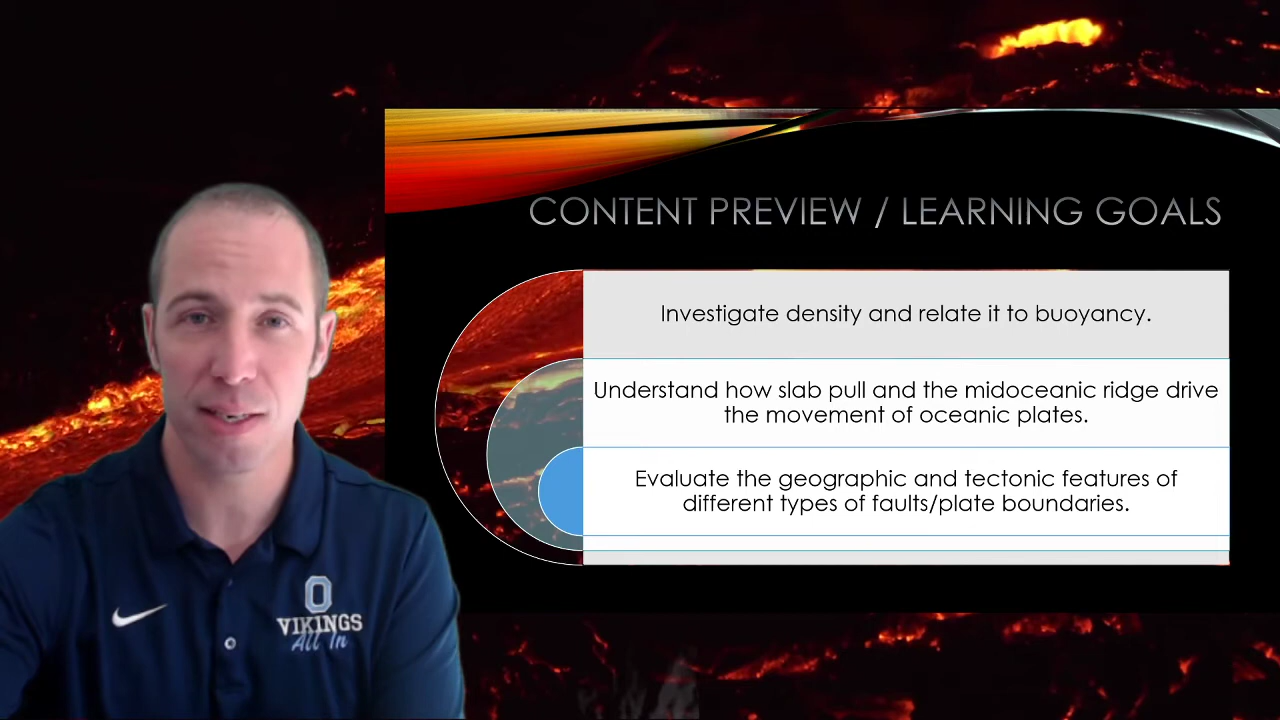 CONTENT PREVIEW / LEARNING GOALS
Investigate density and relate it to buoyancy.
Understand how slab pull and the midoceanic ridge drive
the movement of oceanic plates.
Evaluate the geographic and tectonic features of
different types of faults/plate boundaries.
O
VIKINGS
All In